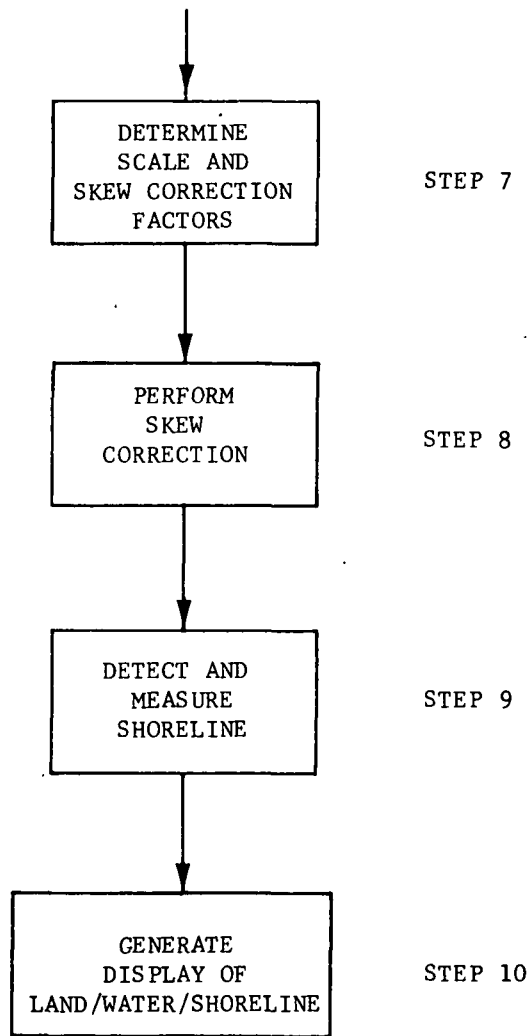 DETERMINE
SCALE AND
SKEW CORRECTION
FACTORS
STEP 7
PERFORM
SKEW
CORRECTION
STEP 8
DETECT AND
MEASURE
SHORELINE
STEP 9
GENERATE
DISPLAY OF
LAND/WATER/SHORELINE
STEP 10